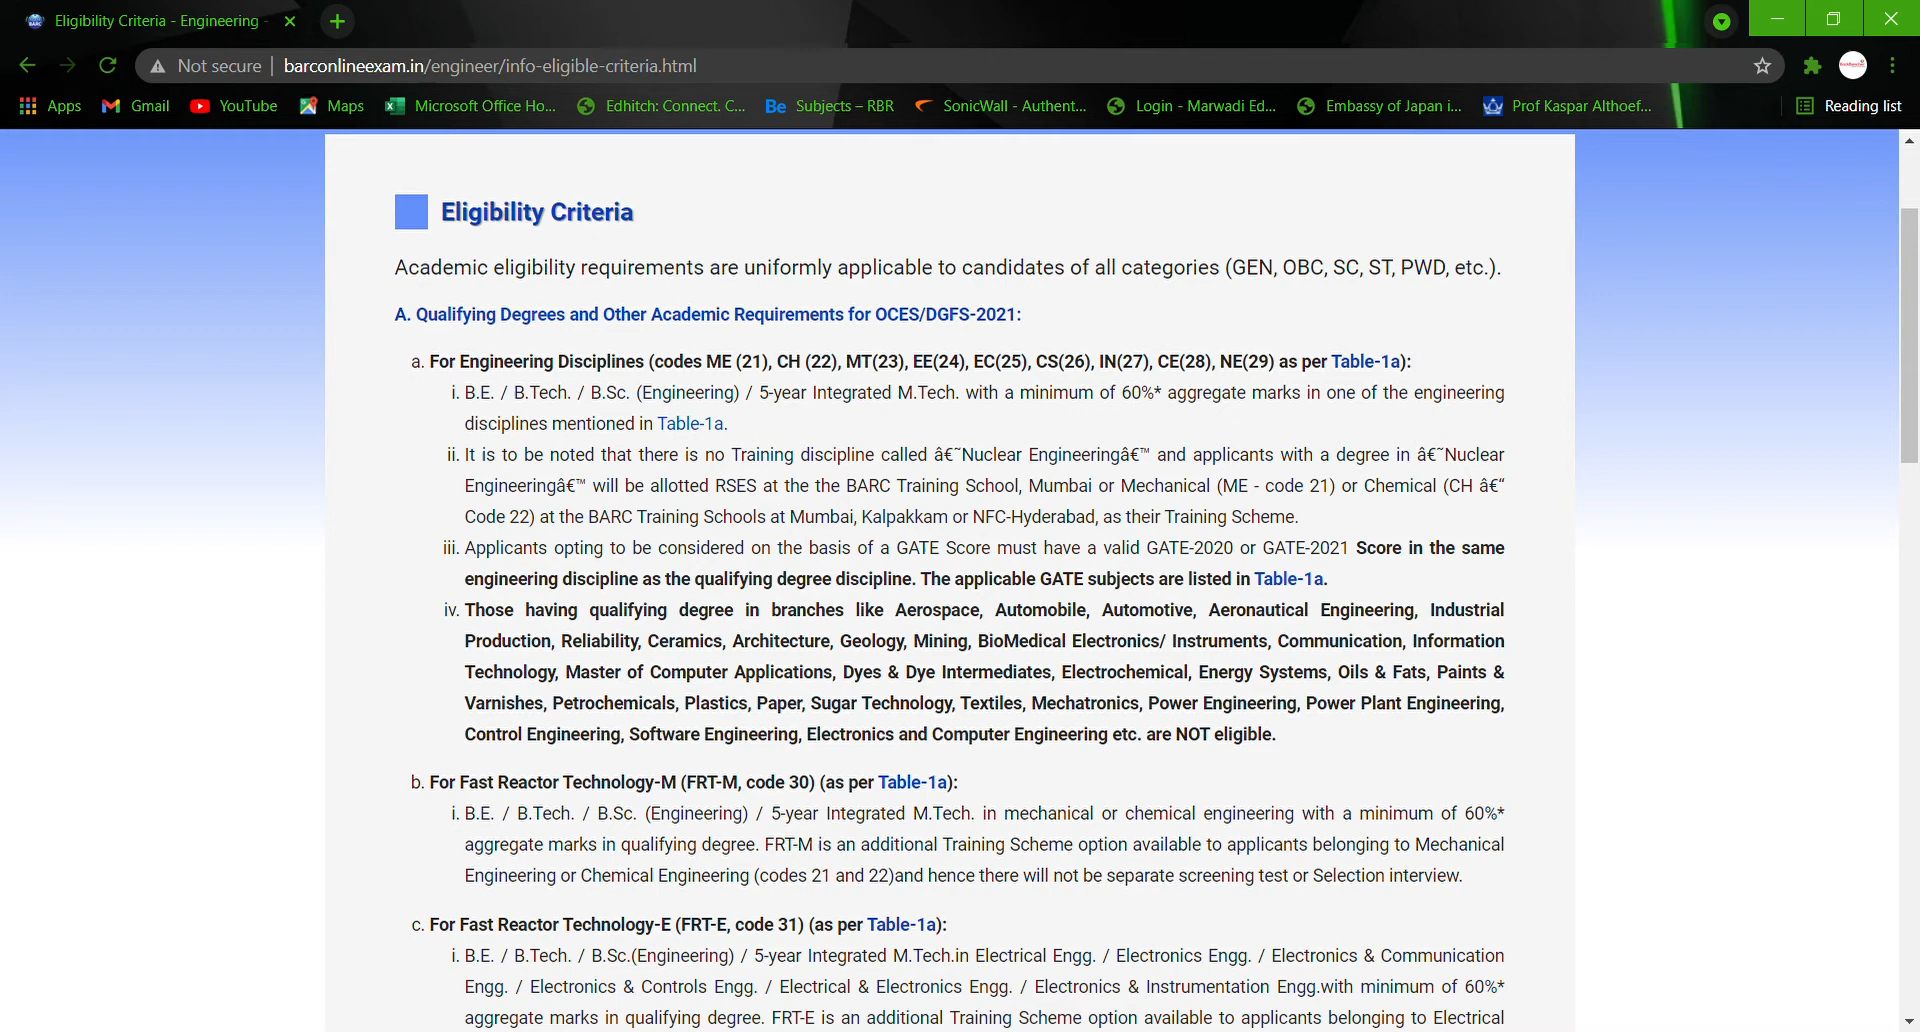 Eligibility Criteria - Engineering -
Not secure | barconlineexam.in/engineer/info-eligible-criteria.html
Apps Gmail YouTube Maps Microsoft Office Ho... Edhitch: Connect. C... Be Subjects – RBR SonicWall - Authent... Login - Marwadi Ed... Embassy of Japan i... Prof Kaspar Althoef... Reading list
Eligibility Criteria
Academic eligibility requirements are uniformly applicable to candidates of all categories (GEN, OBC, SC, ST, PWD, etc.).
A. Qualifying Degrees and Other Academic Requirements for OCES/DGFS-2021:
a. For Engineering Disciplines (codes ME (21), CH (22), MT(23), EE(24), EC(25), CS(26), IN(27), CE(28), NE(29) as per Table-1a):
i. B.E. / B.Tech. / B.Sc. (Engineering) / 5-year Integrated M.Tech. with a minimum of 60%* aggregate marks in one of the engineering
disciplines mentioned in Table-1a.
ii. It is to be noted that there is no Training discipline called â€˜Nuclear Engineeringâ€™ and applicants with a degree in â€˜Nuclear
Engineeringâ€™ will be allotted RSES at the the BARC Training School, Mumbai or Mechanical (ME - code 21) or Chemical (CH â€“
Code 22) at the BARC Training Schools at Mumbai, Kalpakkam or NFC-Hyderabad, as their Training Scheme.
iii. Applicants opting to be considered on the basis of a GATE Score must have a valid GATE-2020 or GATE-2021 Score in the same
engineering discipline as the qualifying degree discipline. The applicable GATE subjects are listed in Table-1a.
iv. Those having qualifying degree in branches like Aerospace, Automobile, Automotive, Aeronautical Engineering, Industrial
Production, Reliability, Ceramics, Architecture, Geology, Mining, BioMedical Electronics/ Instruments, Communication, Information
Technology, Master of Computer Applications, Dyes & Dye Intermediates, Electrochemical, Energy Systems, Oils & Fats, Paints &
Varnishes, Petrochemicals, Plastics, Paper, Sugar Technology, Textiles, Mechatronics, Power Engineering, Power Plant Engineering,
Control Engineering, Software Engineering, Electronics and Computer Engineering etc. are NOT eligible.
b. For Fast Reactor Technology-M (FRT-M, code 30) (as per Table-1a):
i. B.E. / B.Tech. / B.Sc. (Engineering) / 5-year Integrated M.Tech. in mechanical or chemical engineering with a minimum of 60%*
aggregate marks in qualifying degree. FRT-M is an additional Training Scheme option available to applicants belonging to Mechanical
Engineering or Chemical Engineering (codes 21 and 22)and hence there will not be separate screening test or Selection interview.
c. For Fast Reactor Technology-E (FRT-E, code 31) (as per Table-1a):
i. B.E. / B.Tech. / B.Sc.(Engineering) / 5-year Integrated M.Tech.in Electrical Engg. / Electronics Engg. / Electronics & Communication
Engg. / Electronics & Controls Engg. / Electrical & Electronics Engg. / Electronics & Instrumentation Engg.with minimum of 60%*
aggregate marks in qualifying degree. FRT-E is an additional Training Scheme option available to applicants belonging to Electrical